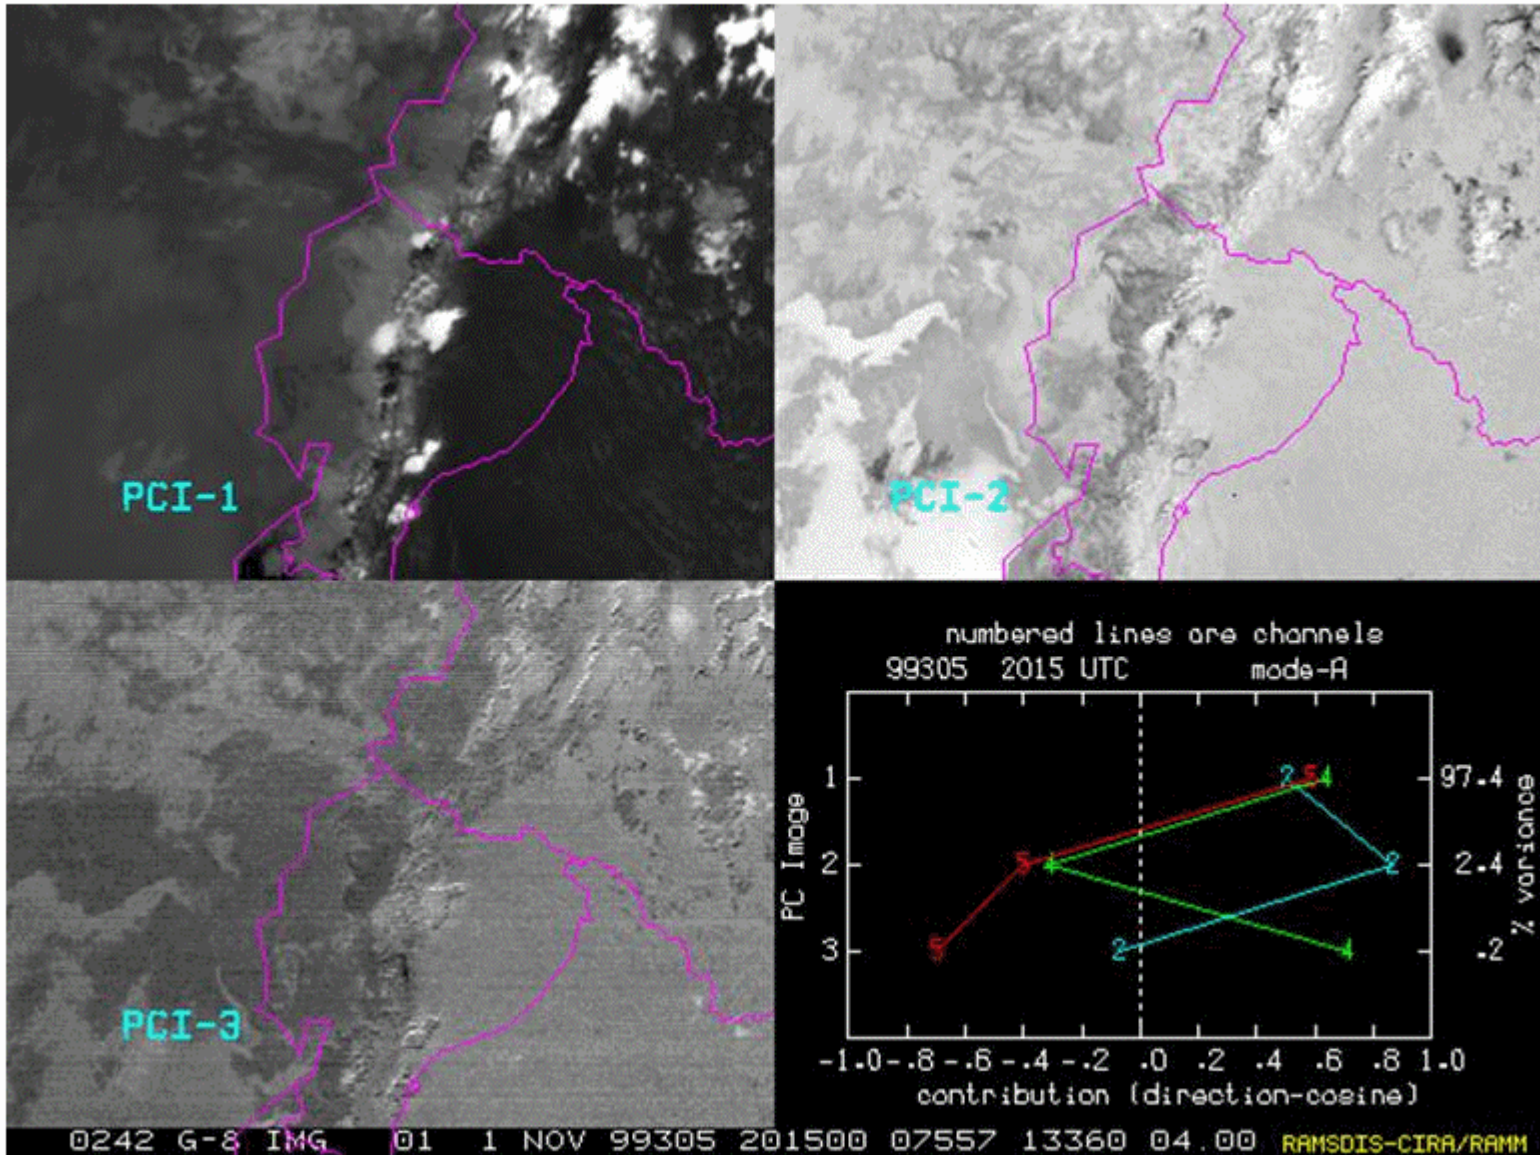 PCI-1
PCI-2
PCI-3
numbered lines are channels
99305 2015 UTC mode-A
PC Image
1
2
3
2 5 4
5 4 2
5 2 4
97.4
2.4
.2
% variance
-1.0 -.8 -.6 -.4 -.2 .0 .2 .4 .6 .8 1.0
contribution (direction-cosine)
0242 G-8 IMG 01 1 NOV 99305 201500 07557 13360 04.00 RAMSDIS-CIRA/RAMM